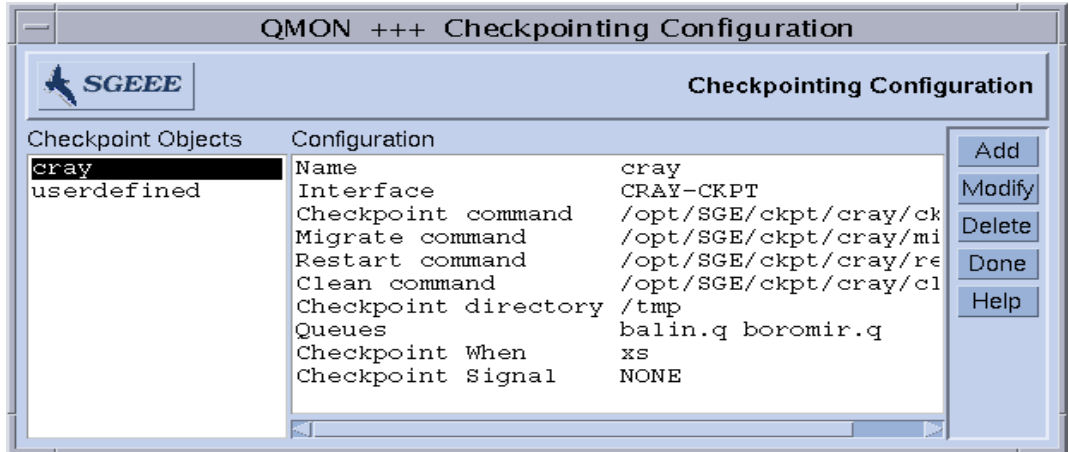 QMON +++ Checkpointing Configuration
SGEEE
Checkpointing Configuration
Checkpoint Objects
cray
userdefined
Configuration
Name cray
Interface CRAY-CKPT
Checkpoint command /opt/SGE/ckpt/cray/ck
Migrate command /opt/SGE/ckpt/cray/mi
Restart command /opt/SGE/ckpt/cray/re
Clean command /opt/SGE/ckpt/cray/cl
Checkpoint directory /tmp
Queues balin.q boromir.q
Checkpoint When xs
Checkpoint Signal NONE
Add
Modify
Delete
Done
Help